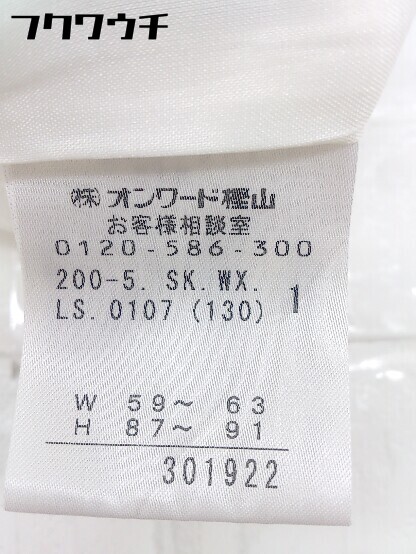 フクワウチ
㈱オンワード樫山
お客様相談室
0120-586-300
200-5. SK.WX.
LS.0107 (130) 1
W 59～ 63
H 87～ 91
301922